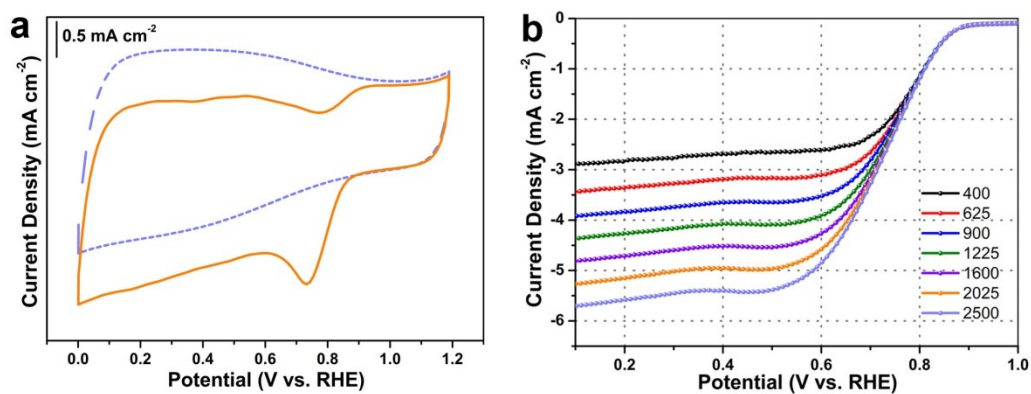 a
0.5 mA cm-2
Current Density (mA cm-2)
0.0 0.2 0.4 0.6 0.8 1.0 1.2
Potential (V vs. RHE)
b
Current Density (mA cm-2)
0
-1
-2
-3
-4
-5
-6
400
625
900
1225
1600
2025
2500
0.2 0.4 0.6 0.8 1.0
Potential (V vs. RHE)